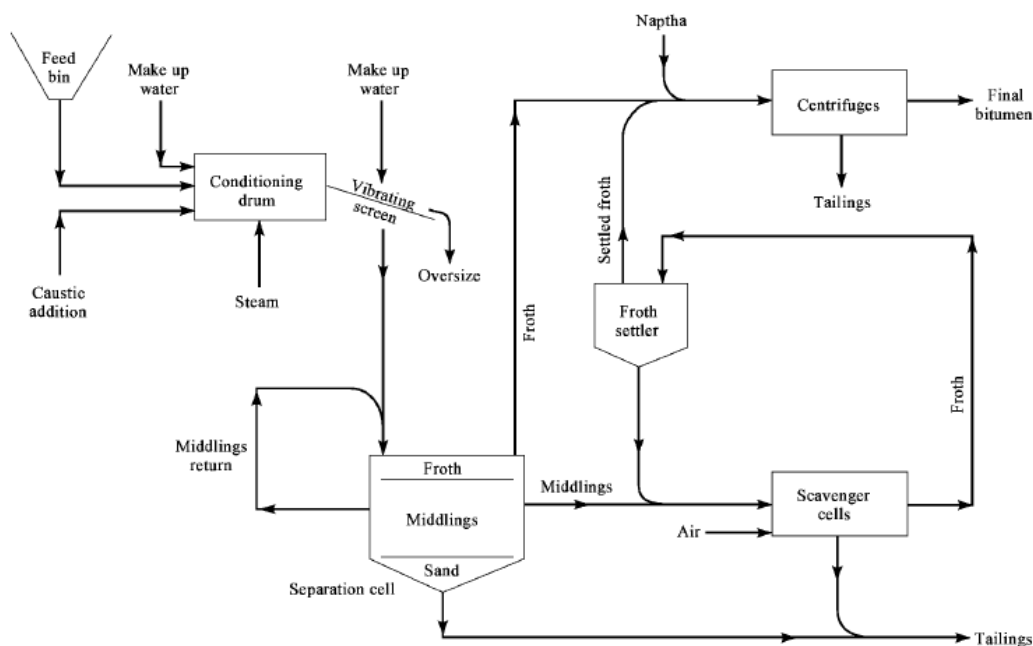 Naptha
Feed
bin
Make up
water
Make up
water
Centrifuges
Final
bitumen
Conditioning
drum
Vibrating
screen
Settled froth
Tailings
Oversize
Caustic
addition
Steam
Froth
Froth
settler
Froth
Middlings
return
Froth
Middlings
Scavenger
cells
Middlings
Air
Sand
Separation cell
Tailings